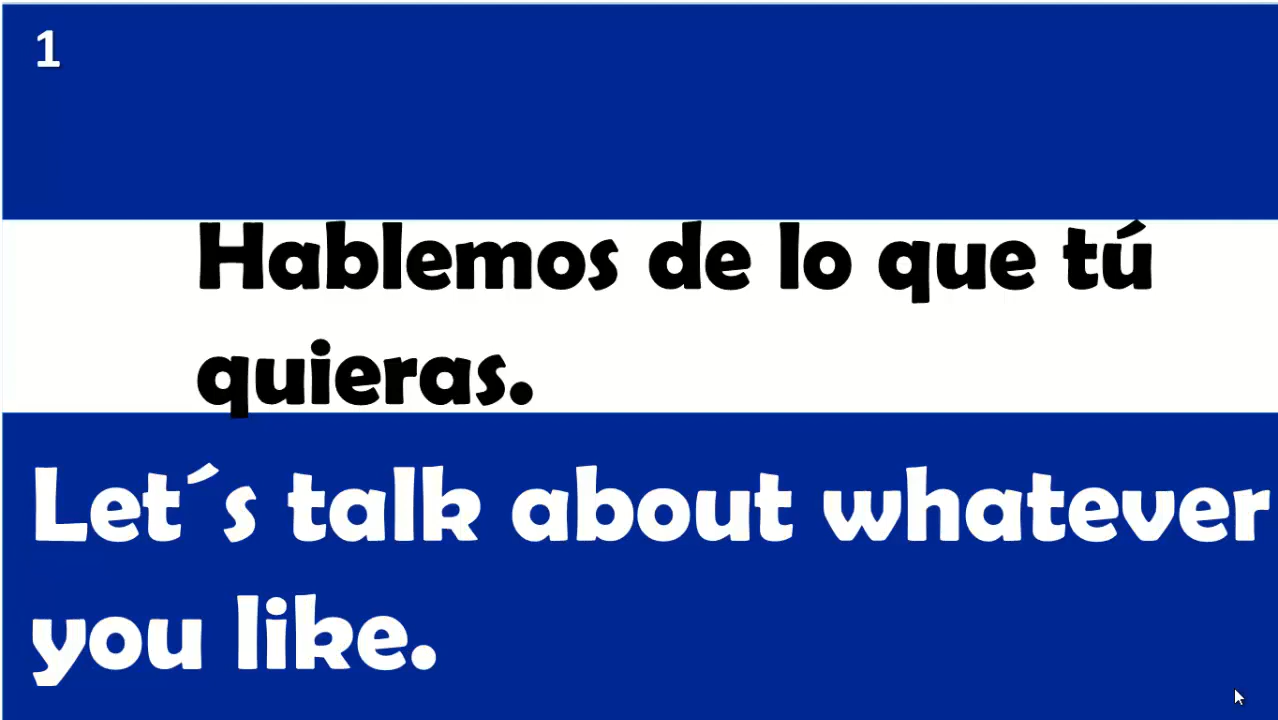 1
Hablemos de lo que tú
quieras.
Let´s talk about whatever
you like.